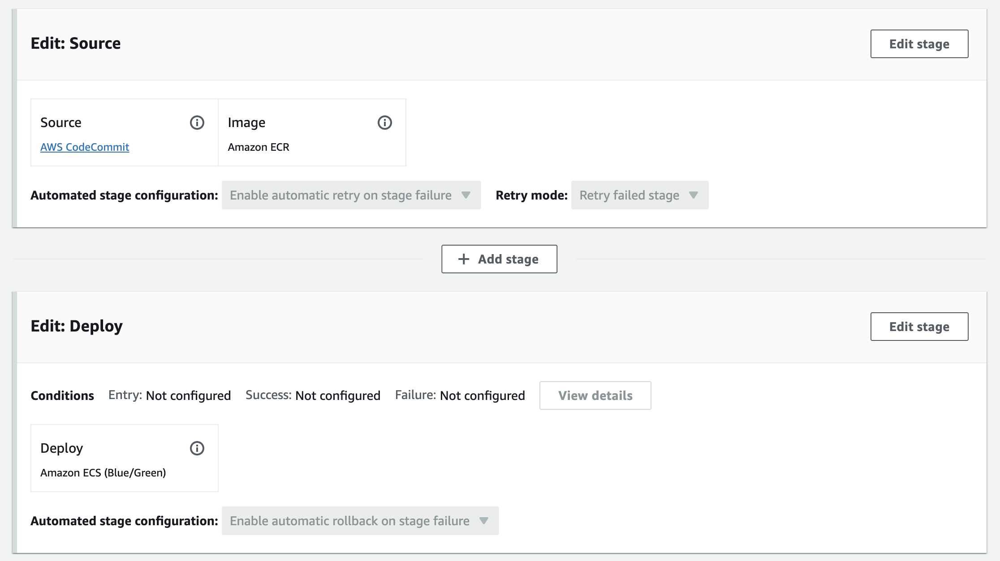 Edit: Source
Edit stage
Source
Image
AWS CodeCommit
Amazon ECR
Automated stage configuration: Enable automatic retry on stage failure Retry mode: Retry failed stage
+ Add stage
Edit: Deploy
Edit stage
Conditions Entry: Not configured Success: Not configured Failure: Not configured View details
Deploy
Amazon ECS (Blue/Green)
Automated stage configuration: Enable automatic rollback on stage failure